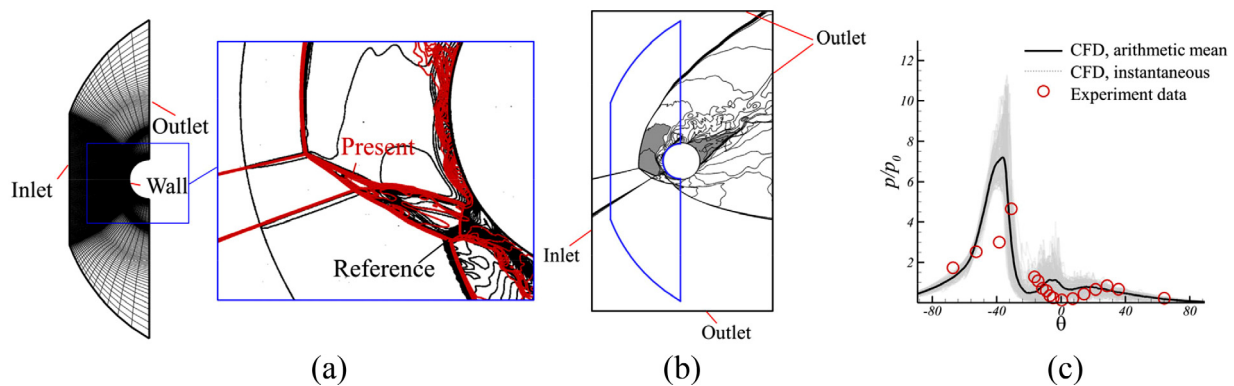 Outlet
Inlet
Wall
Present
Reference
(a)
Outlet
Inlet
Outlet
(b)
CFD, arithmetic mean
CFD, instantaneous
Experiment data
p/p0
12
10
8
6
4
2
-80
-40
0
40
80
θ
(c)